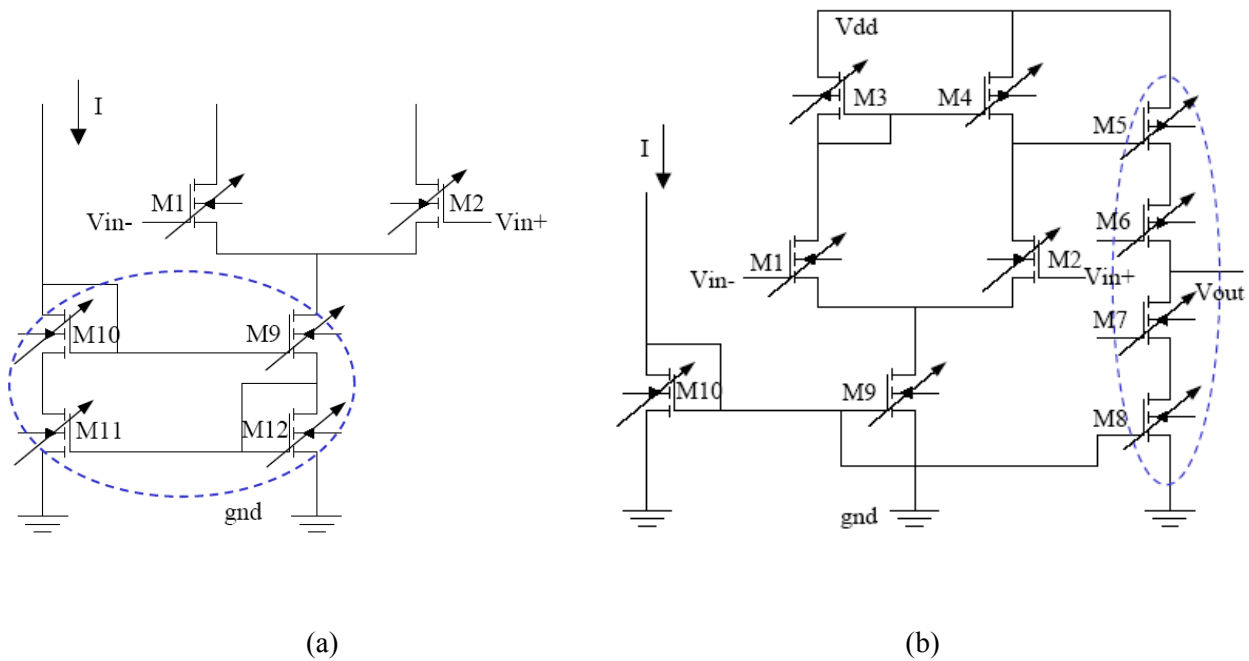 I
M1
M2
Vin-
Vin+
M10
M9
M11
M12
gnd
(a)
Vdd
M3
M4
M5
I
M6
M1
M2
Vin-
Vin+
Vout
M7
M10
M9
M8
gnd
(b)